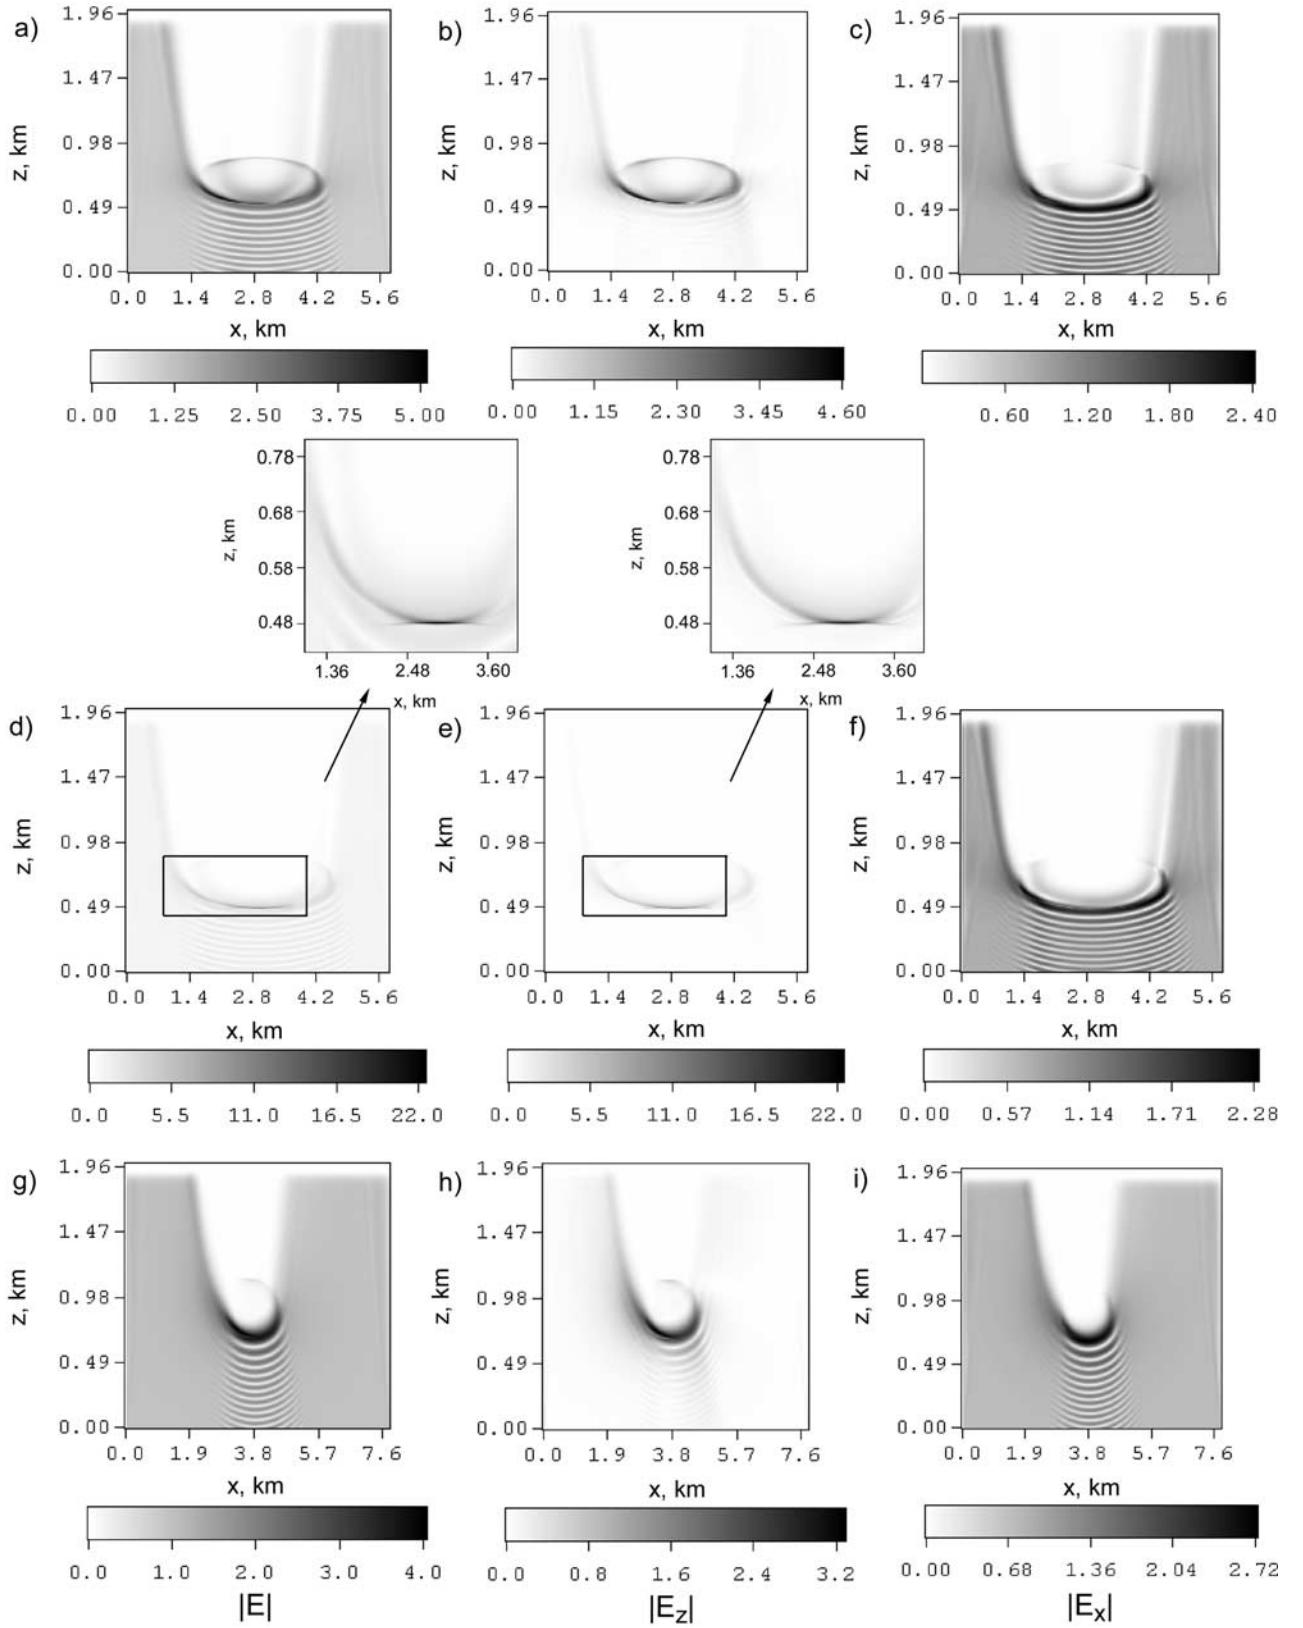 a)
1.96
1.47
0.98
0.49
0.00
z, km
0.0 1.4 2.8 4.2 5.6
x, km
0.00 1.25 2.50 3.75 5.00
b)
1.96
1.47
0.98
0.49
0.00
z, km
0.0 1.4 2.8 4.2 5.6
x, km
0.00 1.15 2.30 3.45 4.60
c)
1.96
1.47
0.98
0.49
0.00
z, km
0.0 1.4 2.8 4.2 5.6
x, km
0.60 1.20 1.80 2.40
0.78
0.68
0.58
0.48
z, km
1.36 2.48 3.60
x, km
0.78
0.68
0.58
0.48
z, km
1.36 2.48 3.60
x, km
d)
1.96
1.47
0.98
0.49
0.00
z, km
0.0 1.4 2.8 4.2 5.6
x, km
0.0 5.5 11.0 16.5 22.0
e)
1.96
1.47
0.98
0.49
0.00
z, km
0.0 1.4 2.8 4.2 5.6
x, km
0.0 5.5 11.0 16.5 22.0
f)
1.96
1.47
0.98
0.49
0.00
z, km
0.0 1.4 2.8 4.2 5.6
x, km
0.00 0.57 1.14 1.71 2.28
g)
1.96
1.47
0.98
0.49
0.00
z, km
0.0 1.9 3.8 5.7 7.6
x, km
0.0 1.0 2.0 3.0 4.0
|E|
h)
1.96
1.47
0.98
0.49
0.00
z, km
0.0 1.9 3.8 5.7 7.6
x, km
0.0 0.8 1.6 2.4 3.2
|E_z|
i)
1.96
1.47
0.98
0.49
0.00
z, km
0.0 1.9 3.8 5.7 7.6
x, km
0.00 0.68 1.36 2.04 2.72
|E_x|